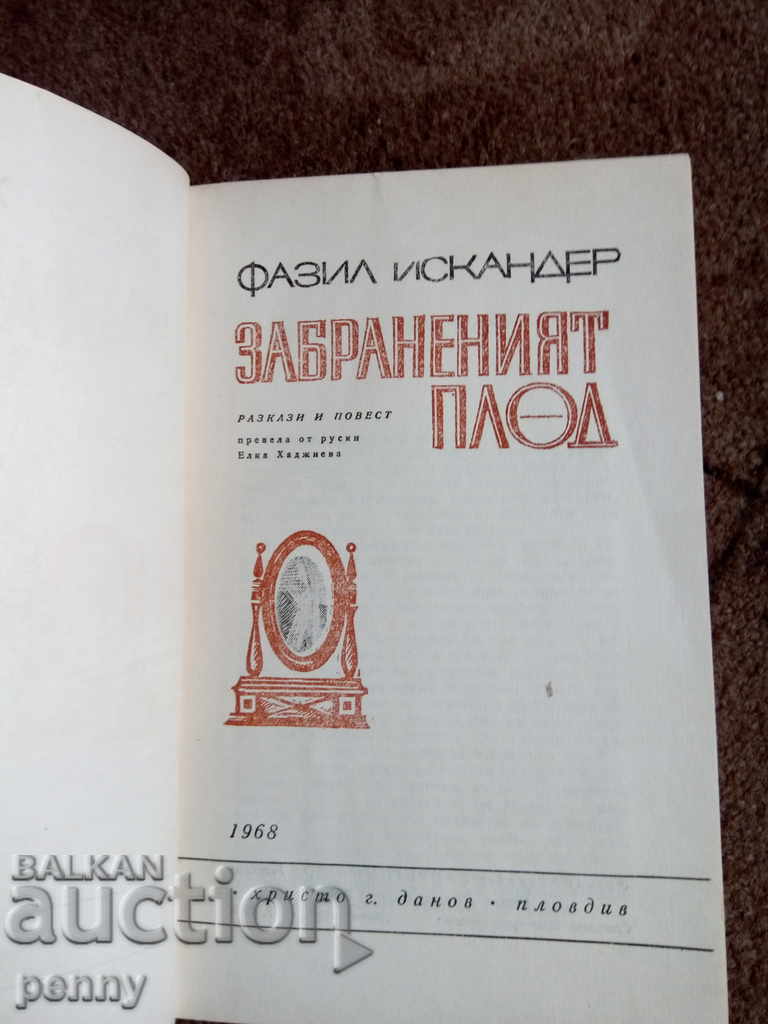 ФАЗИЛ ИСКАНДЕР
ЗАБРАНЕНИЯТ
ПЛОД
РАЗКАЗИ И ПОВЕСТ
превела от руски
Елка Хаджиева
1968
• христо г. данов • пловдив
BALKAN
auction
penny